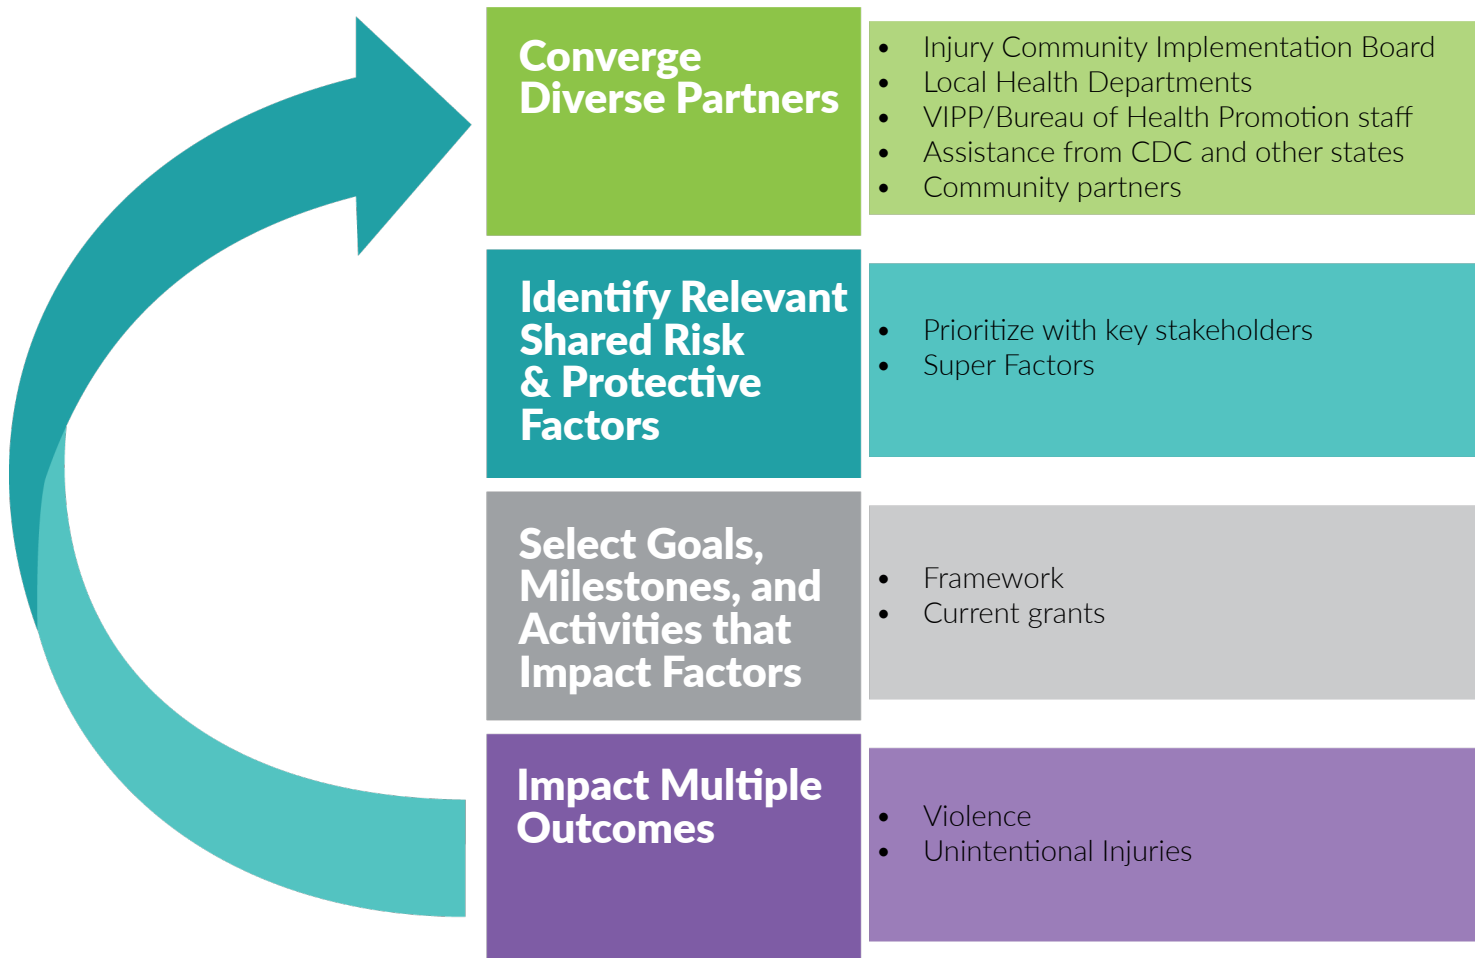 Converge
Diverse Partners
• Injury Community Implementation Board
• Local Health Departments
• VIPP/Bureau of Health Promotion staff
• Assistance from CDC and other states
• Community partners
Identify Relevant
Shared Risk
& Protective
Factors
• Prioritize with key stakeholders
• Super Factors
Select Goals,
Milestones, and
Activities that
Impact Factors
• Framework
• Current grants
Impact Multiple
Outcomes
• Violence
• Unintentional Injuries